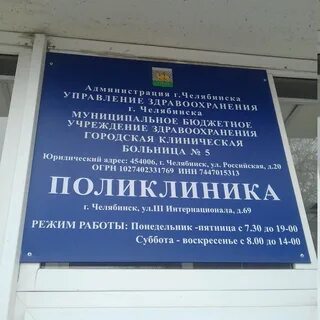 Администрация г.Челябинска
УПРАВЛЕНИЕ ЗДРАВООХРАНЕНИЯ
г. Челябинска
МУНИЦИПАЛЬНОЕ БЮДЖЕТНОЕ
УЧРЕЖДЕНИЕ ЗДРАВООХРАНЕНИЯ
ГОРОДСКАЯ КЛИНИЧЕСКАЯ
БОЛЬНИЦА № 5
Юридический адрес: 454006, г. Челябинск, ул. Российская, д.20
ОГРН 1027402331769 ИНН 7447015313
ПОЛИКЛИНИКА
г. Челябинск, ул.III Интернационала, д.69
РЕЖИМ РАБОТЫ: Понедельник -пятница с 7.30 до 19-00
Суббота - воскресенье с 8.00 до 14-00